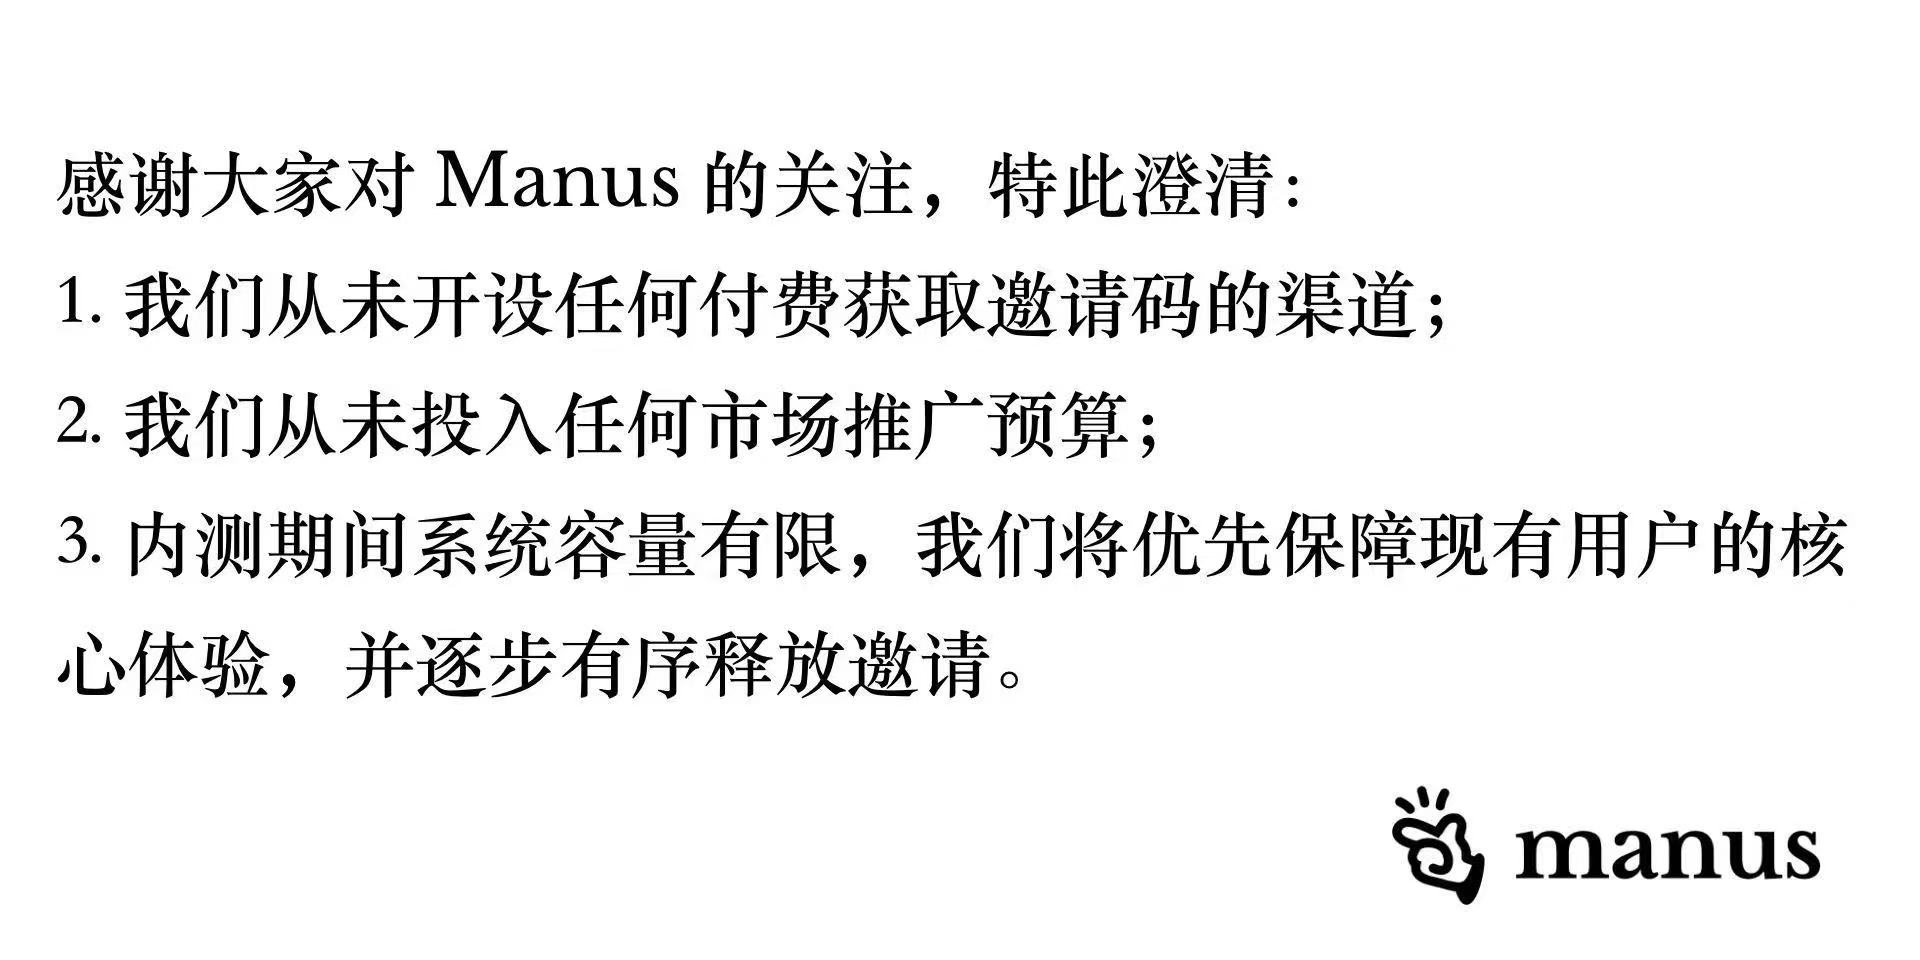 感谢大家对 Manus 的关注，特此澄清：
1. 我们从未开设任何付费获取邀请码的渠道；
2. 我们从未投入任何市场推广预算；
3. 内测期间系统容量有限，我们将优先保障现有用户的核
心体验，并逐步有序释放邀请。
manus